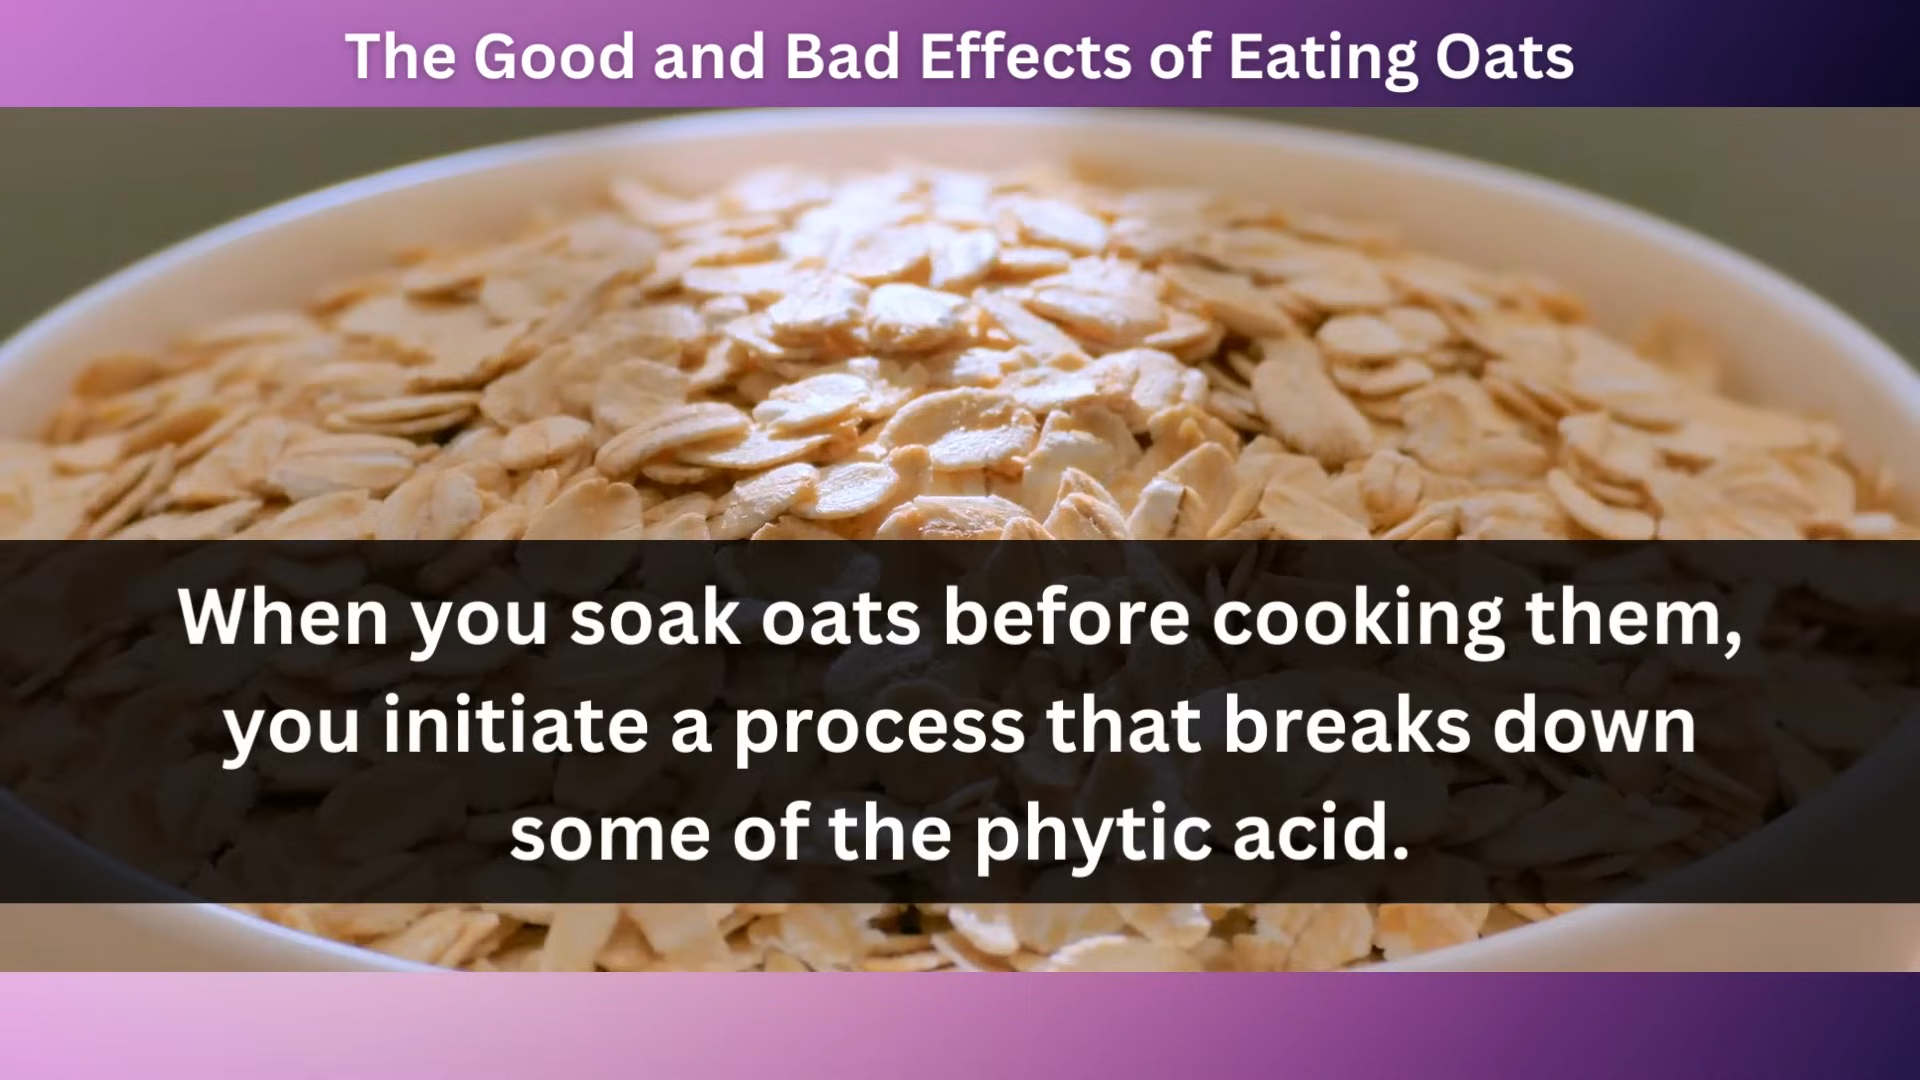 The Good and Bad Effects of Eating Oats
When you soak oats before cooking them,
you initiate a process that breaks down
some of the phytic acid.